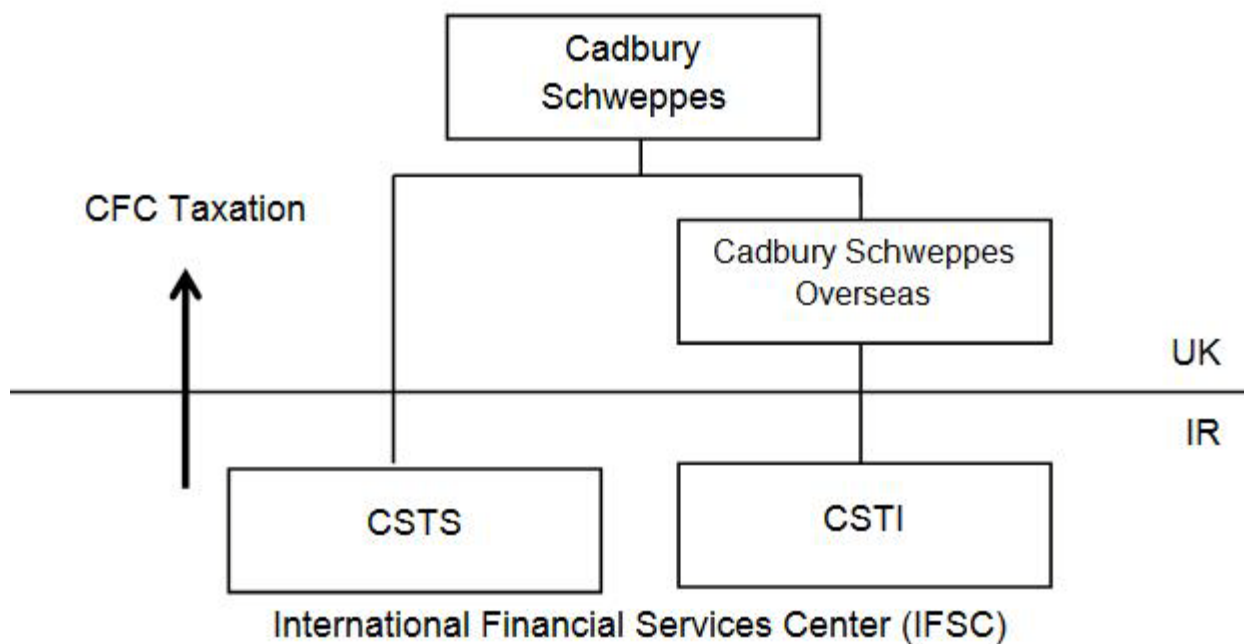 Cadbury
Schweppes
CFC Taxation
Cadbury Schweppes
Overseas
UK
IR
CSTS
CSTI
International Financial Services Center (IFSC)